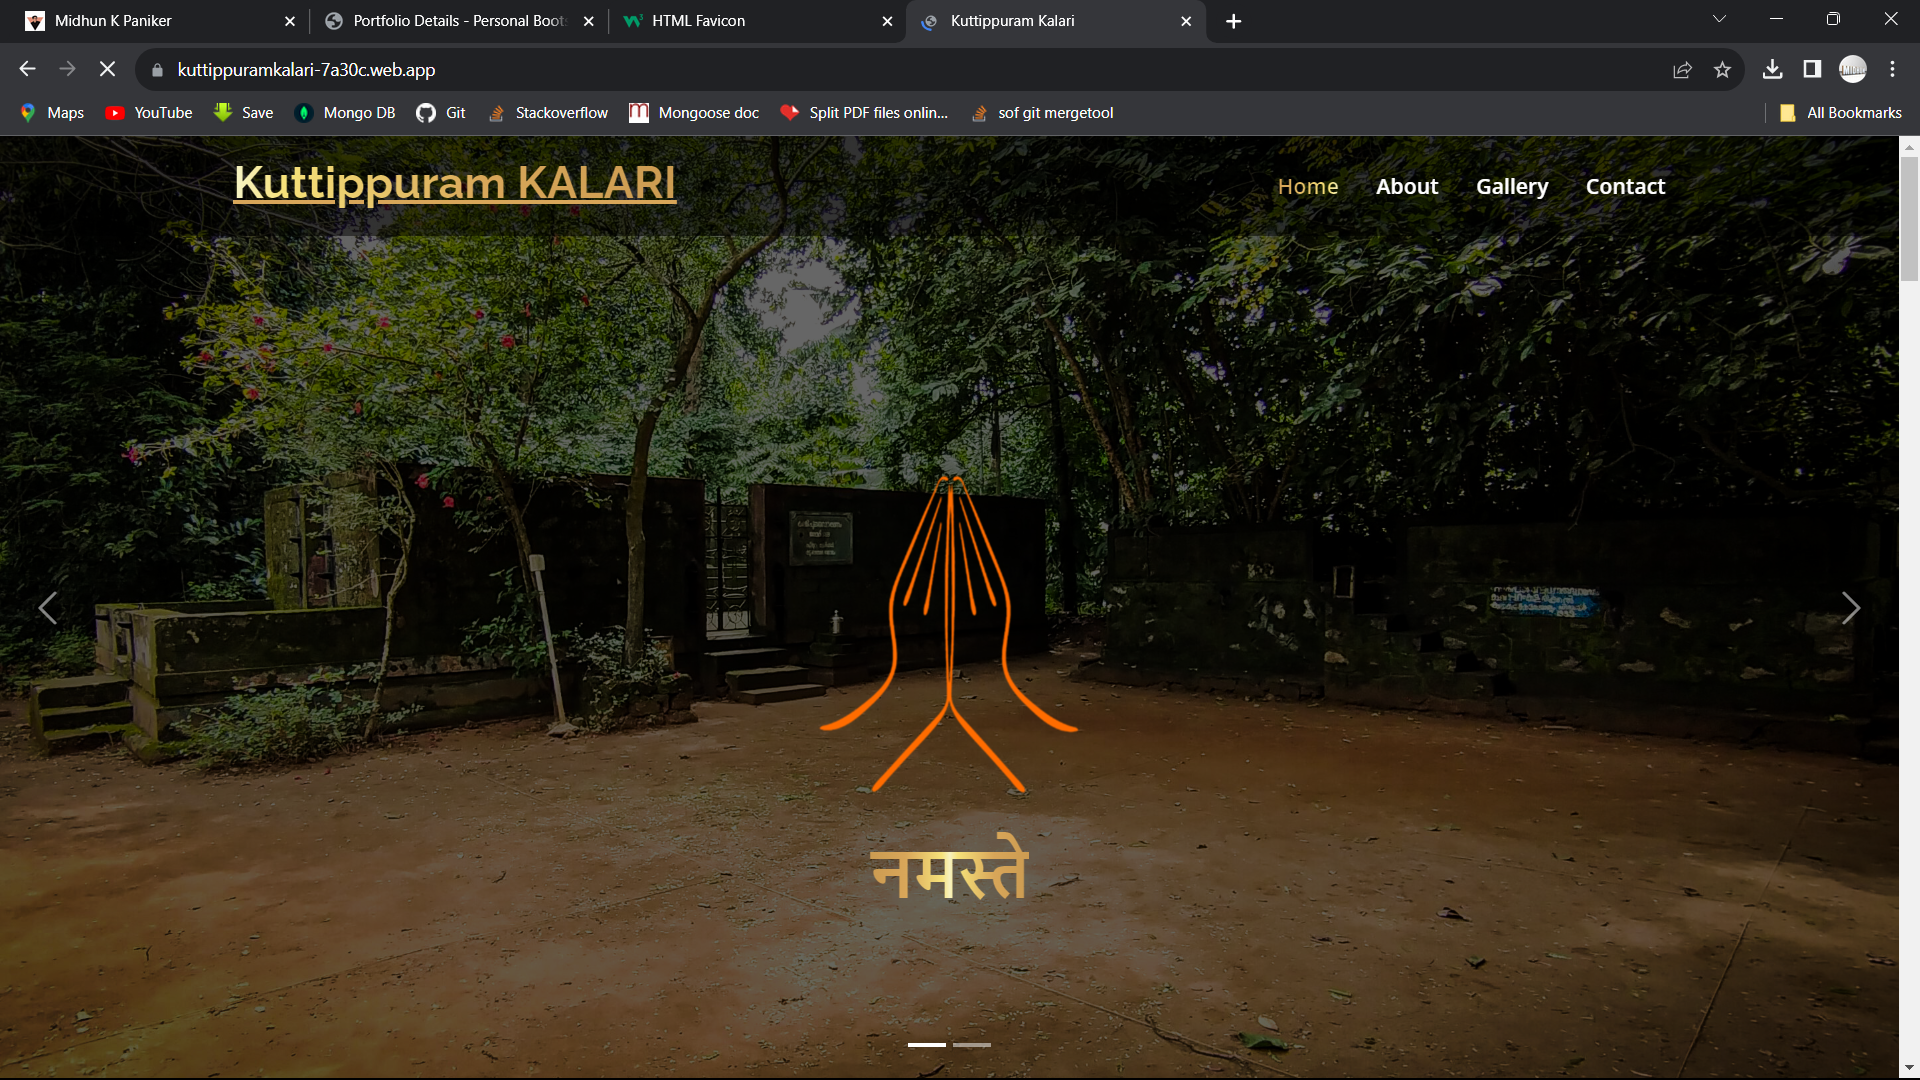 Midhun K Paniker
Portfolio Details - Personal Boots
HTML Favicon
Kuttippuram Kalari
kuttippuramkalari-7a30c.web.app
Maps
YouTube
Save
Mongo DB
Git
Stackoverflow
Mongoose doc
Split PDF files onlin...
sof git mergetool
All Bookmarks
Kuttippuram KALARI
Home
About
Gallery
Contact
नमस्ते